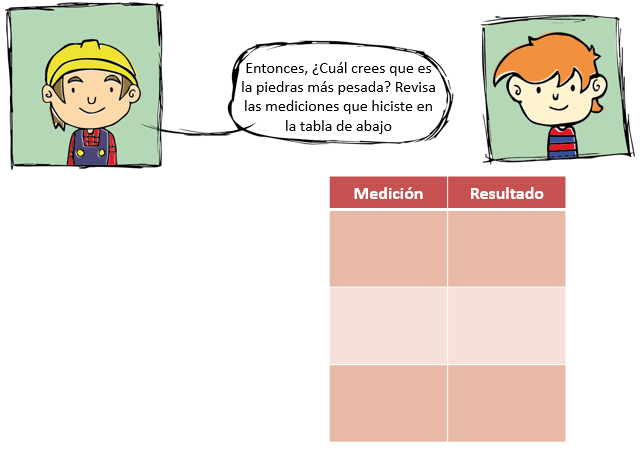 Entonces, ¿Cuál crees que es
la piedras más pesada? Revisa
las mediciones que hiciste en
la tabla de abajo
Medición Resultado